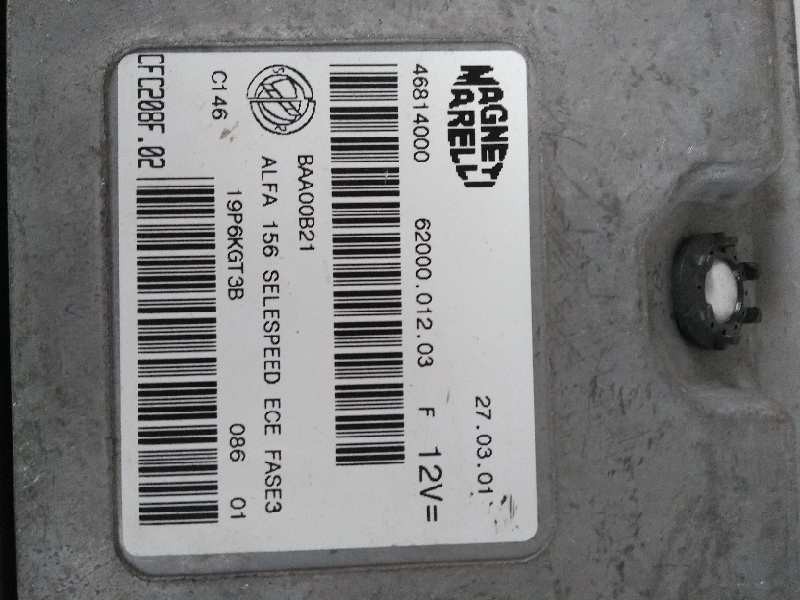 MAGNETI
MARELLI
27.03.01
46814000 62000.012.03 F 12V=
BAA00B21
ALFA 156 SELESPEED ECE FASE3
C146 19P6KGT3B 086 01
CFC208F.02